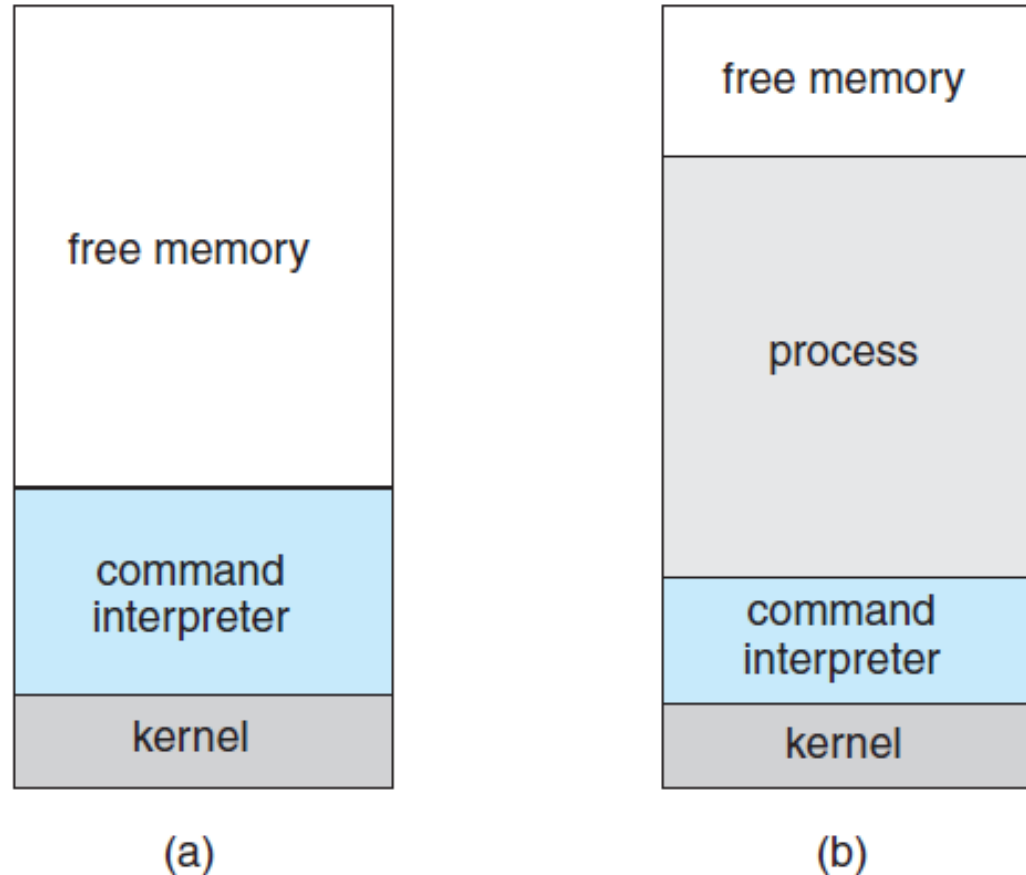 free memory
command
interpreter
kernel
(a)
free memory
process
command
interpreter
kernel
(b)